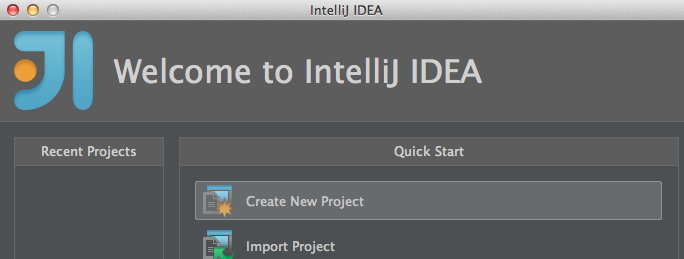 IntelliJ IDEA
Welcome to IntelliJ IDEA
Recent Projects
Quick Start
Create New Project
Import Project